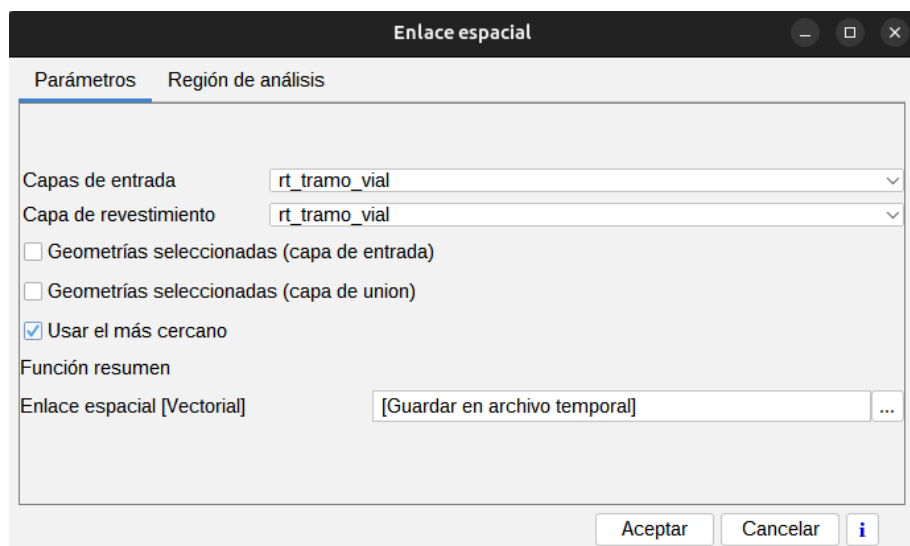 Enlace espacial
Parámetros Región de análisis
Capas de entrada rt_tramo_vial
Capa de revestimiento rt_tramo_vial
Geometrías seleccionadas (capa de entrada)
Geometrías seleccionadas (capa de union)
Usar el más cercano
Función resumen
Enlace espacial [Vectorial] [Guardar en archivo temporal] ...
Aceptar Cancelar i